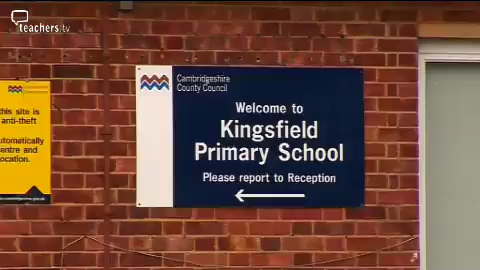 teachers.tv
Cambridgeshire
County Council
Welcome to
Kingsfield
Primary School
Please report to Reception
this site is
anti-theft
automatically
centre and
location.